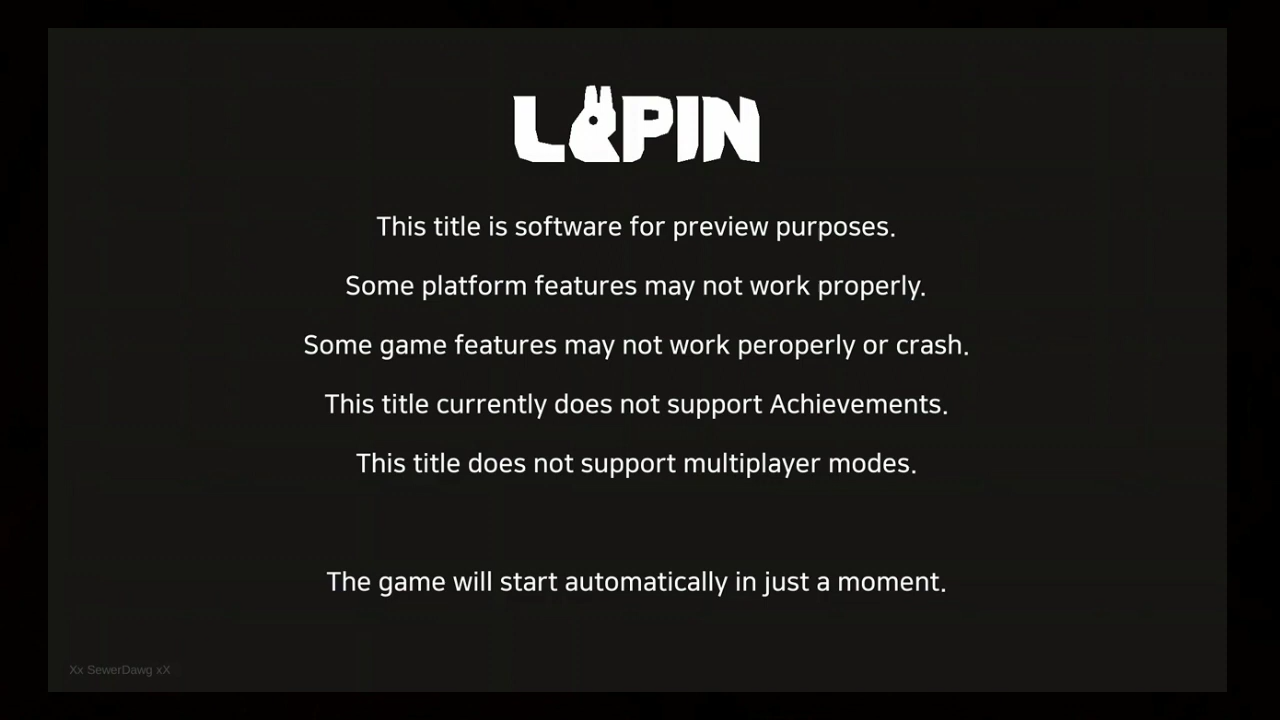 LAPIN
This title is software for preview purposes.
Some platform features may not work properly.
Some game features may not work peroperly or crash.
This title currently does not support Achievements.
This title does not support multiplayer modes.
The game will start automatically in just a moment.
Xx SewerDawg xX